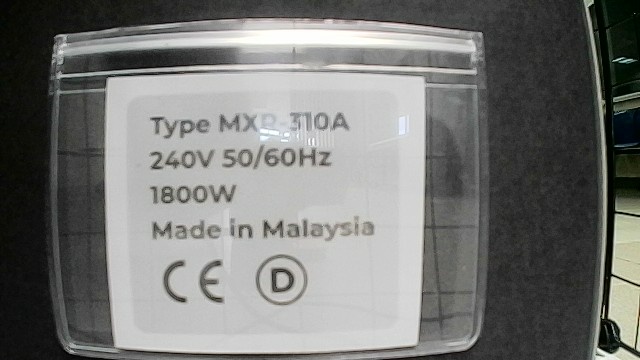 Type MXR-310A
240V 50/60Hz
1800W
Made in Malaysia
CE D